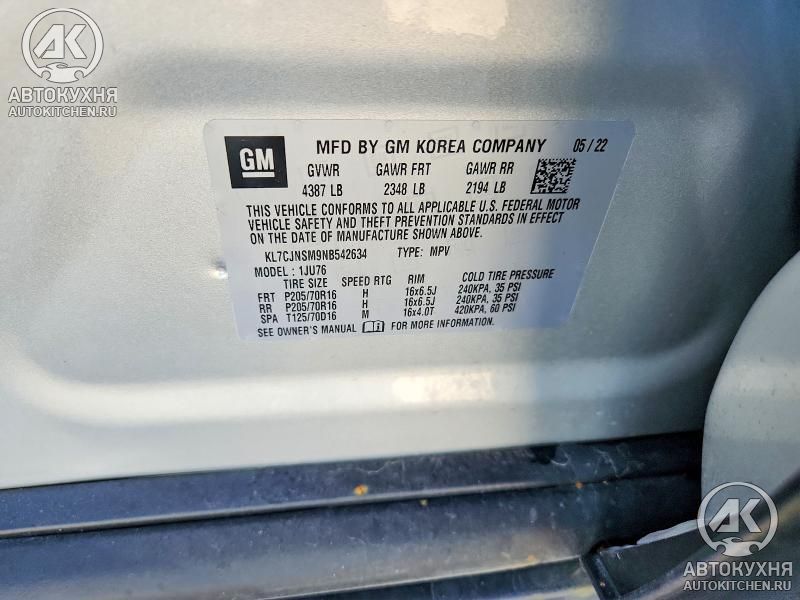 AK
АВТОКУХНЯ
AUTOKITCHEN.RU
GM MFD BY GM KOREA COMPANY 05/22
GVWR GAWR FRT GAWR RR
4387 LB 2348 LB 2194 LB
THIS VEHICLE CONFORMS TO ALL APPLICABLE U.S. FEDERAL MOTOR
VEHICLE SAFETY AND THEFT PREVENTION STANDARDS IN EFFECT
ON THE DATE OF MANUFACTURE SHOWN ABOVE.
KL7CJNSM9NB542634 TYPE: MPV
MODEL: 1JU76
TIRE SIZE SPEED RTG RIM COLD TIRE PRESSURE
FRT P205/70R16 H 16x6.5J 240KPA, 35 PSI
RR P205/70R16 H 16x6.5J 240KPA, 35 PSI
SPA T125/70D16 M 16x4.0T 420KPA, 60 PSI
SEE OWNER'S MANUAL FOR MORE INFORMATION.
AK
АВТОКУХНЯ
AUTOKITCHEN.RU